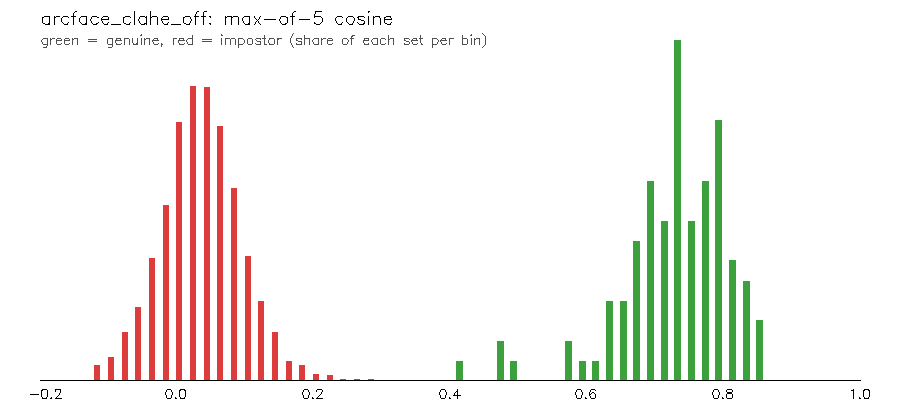 arcface_clahe_off: max-of-5 cosine
green = genuine, red = impostor (share of each set per bin)
-0.2 0.0 0.2 0.4 0.6 0.8 1.0